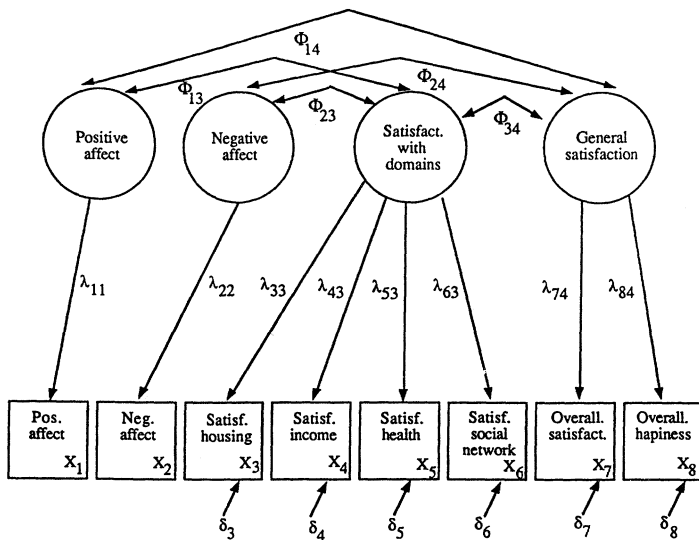 Φ14
Φ13
Φ24
Φ23
Φ34
Positive
affect
Negative
affect
Satisfact.
with
domains
General
satisfaction
λ11
λ22
λ33
λ43
λ53
λ63
λ74
λ84
Pos.
affect
X1
Neg.
affect
X2
Satisf.
housing
X3
Satisf.
income
X4
Satisf.
health
X5
Satisf.
social
network
X6
Overall.
satisfact.
X7
Overall.
hapiness
X8
δ3
δ4
δ5
δ6
δ7
δ8